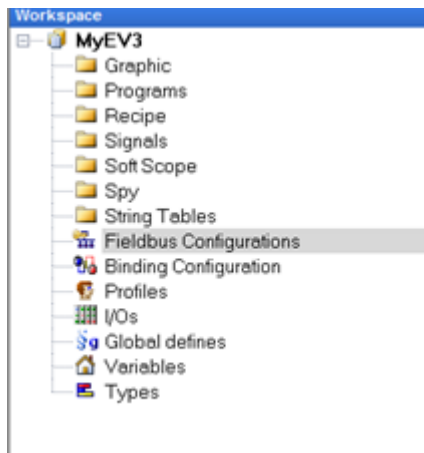 Workspace
MyEV3
Graphic
Programs
Recipe
Signals
Soft Scope
Spy
String Tables
Fieldbus Configurations
Binding Configuration
Profiles
I/Os
Global defines
Variables
Types